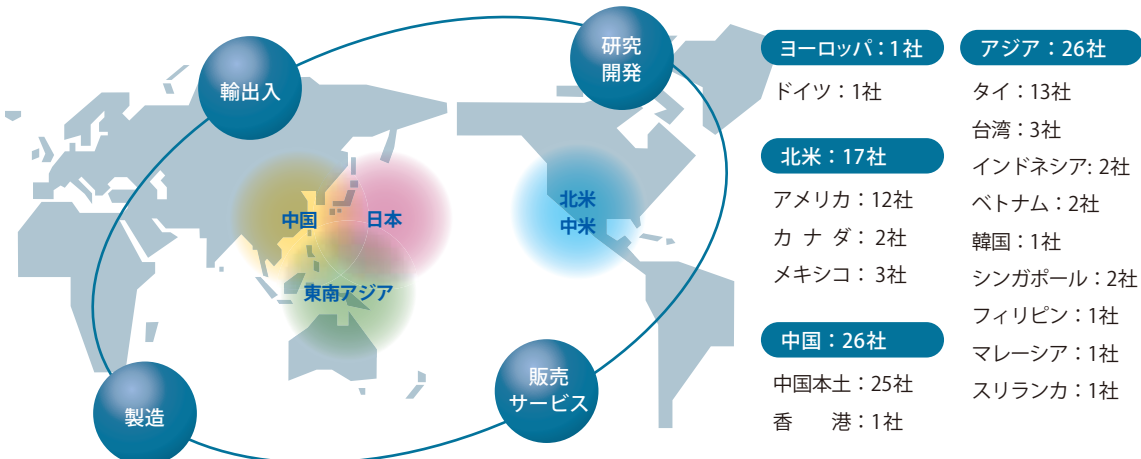 輸出入
研究
開発
中国
日本
東南アジア
北米
中米
製造
販売
サービス
ヨーロッパ：1社
ドイツ：1社
北米：17社
アメリカ：12社
カ ナ ダ： 2社
メキシコ： 3社
中国：26社
中国本土：25社
香　　港：1社
アジア：26社
タイ：13社
台湾：3社
インドネシア: 2社
ベトナム：2社
韓国：1社
シンガポール：2社
フィリピン：1社
マレーシア：1社
スリランカ：1社